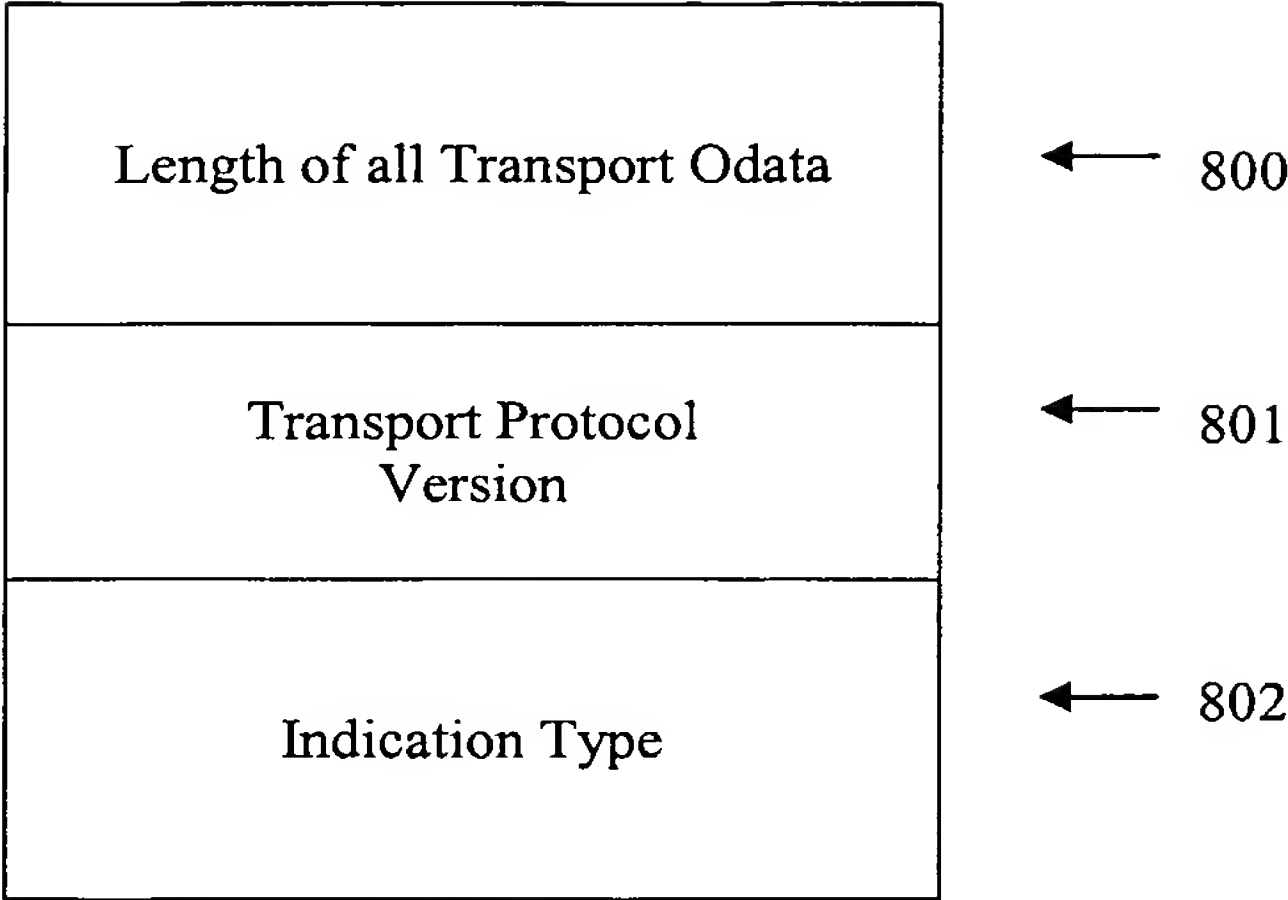 Length of all Transport Odata
800
Transport Protocol
Version
801
Indication Type
802